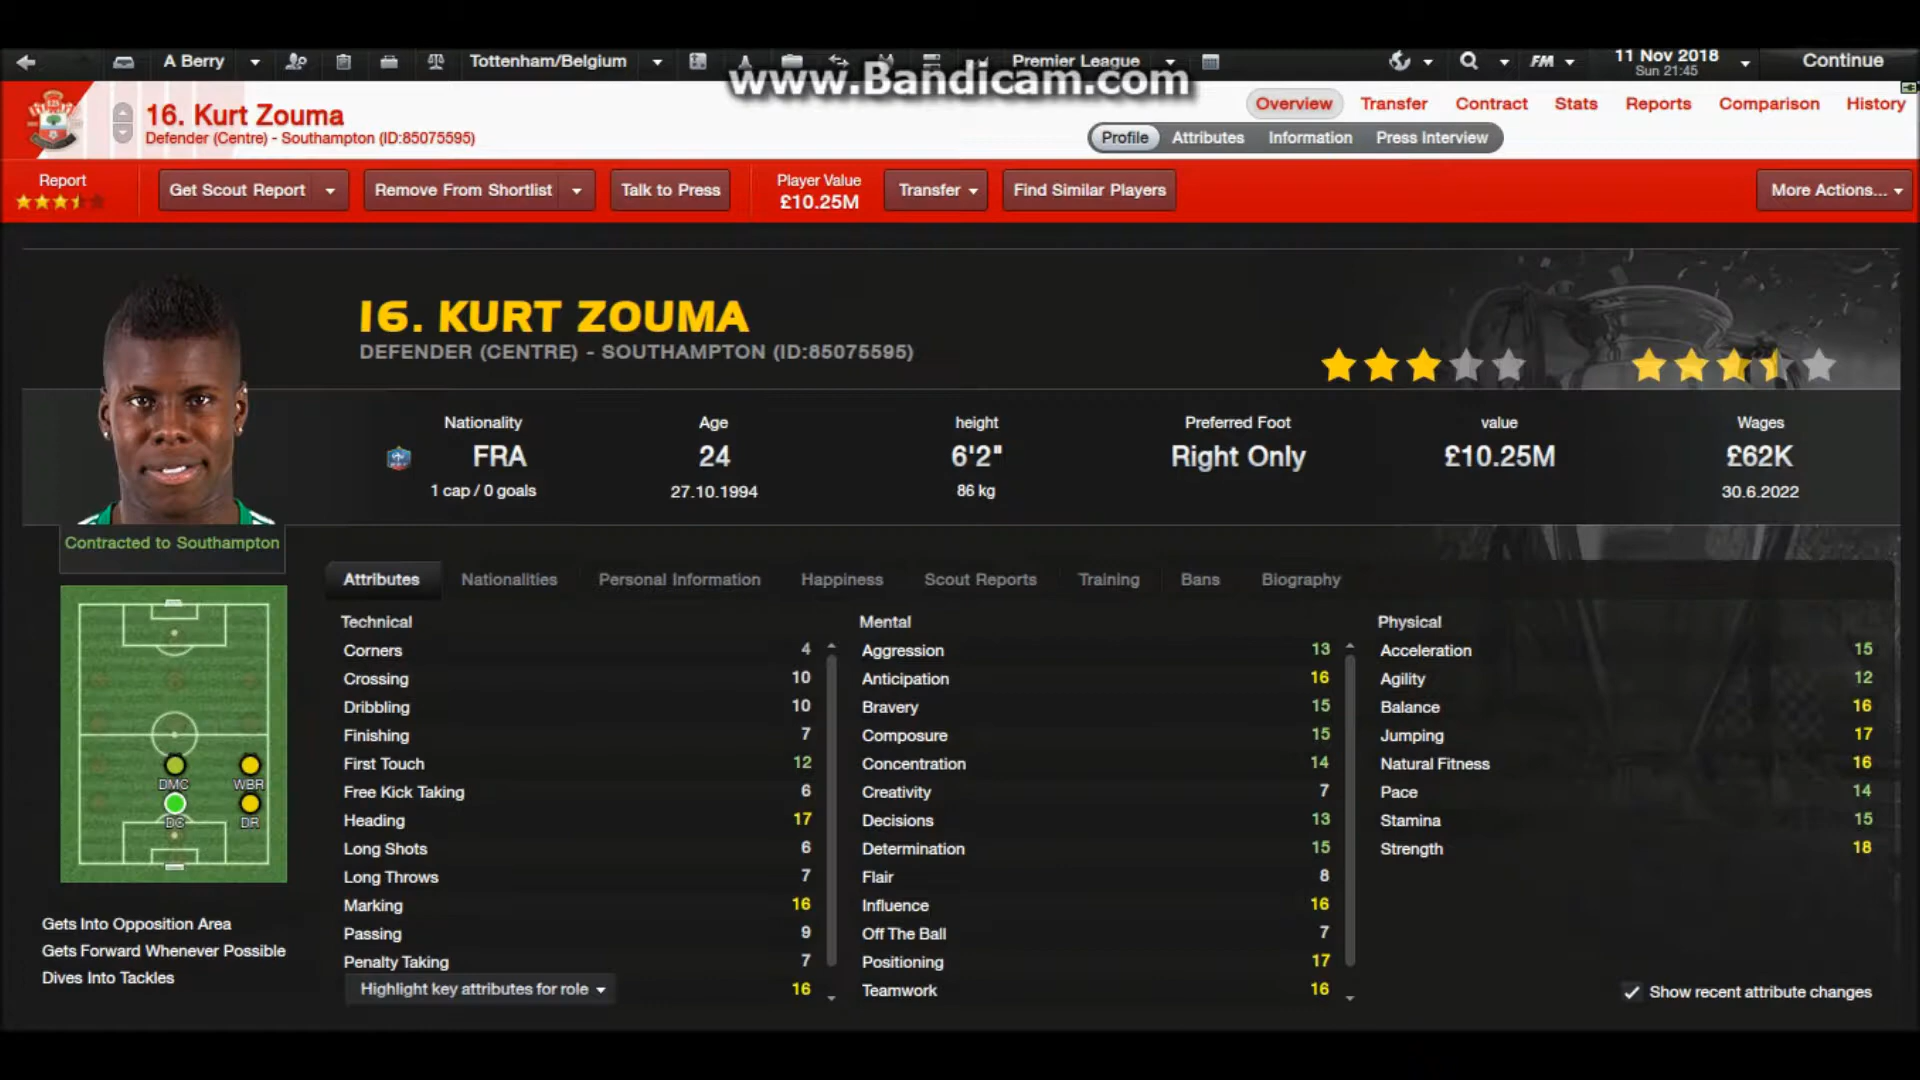 A Berry
Tottenham/Belgium
Premier League
FM
11 Nov 2018
Sun 21:45
Continue
www.Bandicam.com
16. Kurt Zouma
Defender (Centre) - Southampton (ID:85075595)
Overview Transfer Contract Stats Reports Comparison History
Profile Attributes Information Press Interview
Report
Get Scout Report
Remove From Shortlist
Talk to Press
Player Value
£10.25M
Transfer
Find Similar Players
More Actions...
16. KURT ZOUMA
DEFENDER (CENTRE) - SOUTHAMPTON (ID:85075595)
Nationality Age height Preferred Foot value Wages
FRA 24 6'2" Right Only £10.25M £62K
1 cap / 0 goals 27.10.1994 86 kg 30.6.2022
Contracted to Southampton
DMC WBR
DC DR
Gets Into Opposition Area
Gets Forward Whenever Possible
Dives Into Tackles
Attributes Nationalities Personal Information Happiness Scout Reports Training Bans Biography
Technical
Corners 4
Crossing 10
Dribbling 10
Finishing 7
First Touch 12
Free Kick Taking 6
Heading 17
Long Shots 6
Long Throws 7
Marking 16
Passing 9
Penalty Taking 7
Highlight key attributes for role 16
Mental
Aggression 13
Anticipation 16
Bravery 15
Composure 15
Concentration 14
Creativity 7
Decisions 13
Determination 15
Flair 8
Influence 16
Off The Ball 7
Positioning 17
Teamwork 16
Physical
Acceleration 15
Agility 12
Balance 16
Jumping 17
Natural Fitness 16
Pace 14
Stamina 15
Strength 18
Show recent attribute changes